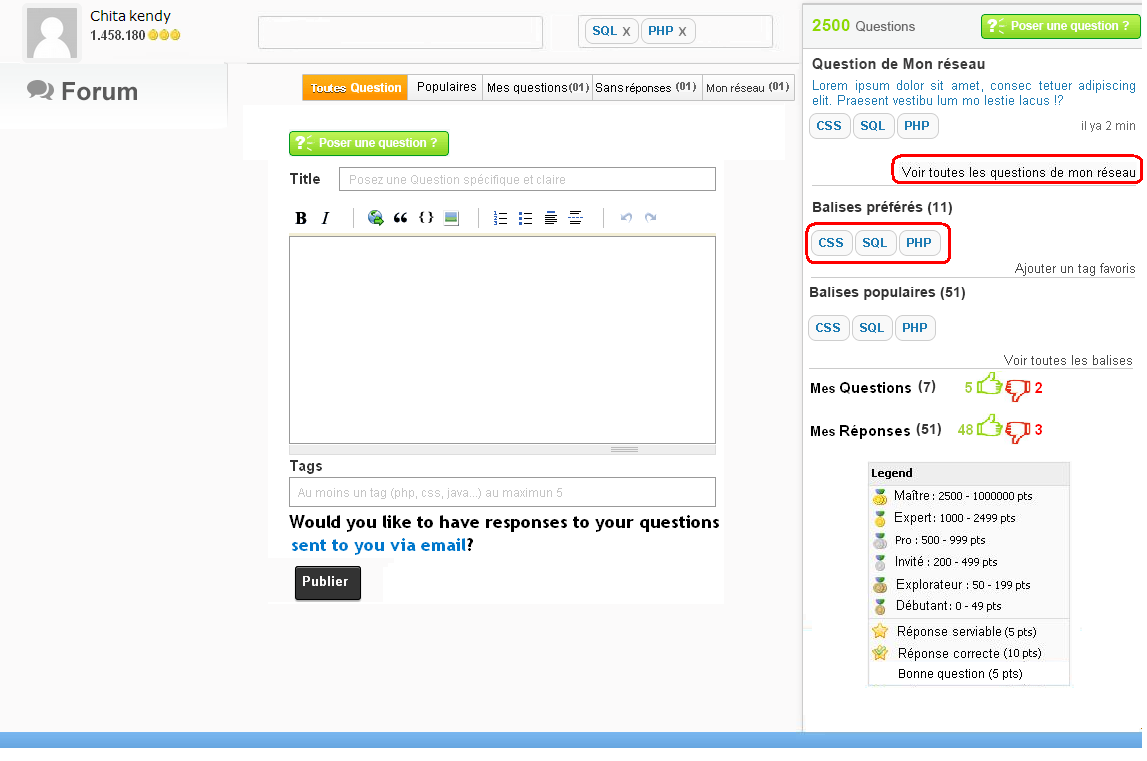 Chita kendy
1.458.180
SQL X PHP X
Forum
Toutes Question Populaires Mes questions(01) Sans réponses (01) Mon réseau (01)
Poser une question ?
Title Posez une Question spécifique et claire
B I
Tags
Au moins un tag (php, css, java...) au maximun 5
Would you like to have responses to your questions
sent to you via email?
Publier
2500 Questions Poser une question ?
Question de Mon réseau
Lorem ipsum dolor sit amet, consec tetuer adipiscing
elit. Praesent vestibu lum mo lestie lacus !?
CSS SQL PHP il ya 2 min
Voir toutes les questions de mon réseau
Balises préférés (11)
CSS SQL PHP
Ajouter un tag favoris
Balises populaires (51)
CSS SQL PHP
Voir toutes les balises
Mes Questions (7) 5 2
Mes Réponses (51) 48 3
Legend
Maître : 2500 - 1000000 pts
Expert: 1000 - 2499 pts
Pro : 500 - 999 pts
Invité : 200 - 499 pts
Explorateur : 50 - 199 pts
Débutant: 0 - 49 pts
Réponse serviable (5 pts)
Réponse correcte (10 pts)
Bonne question (5 pts)